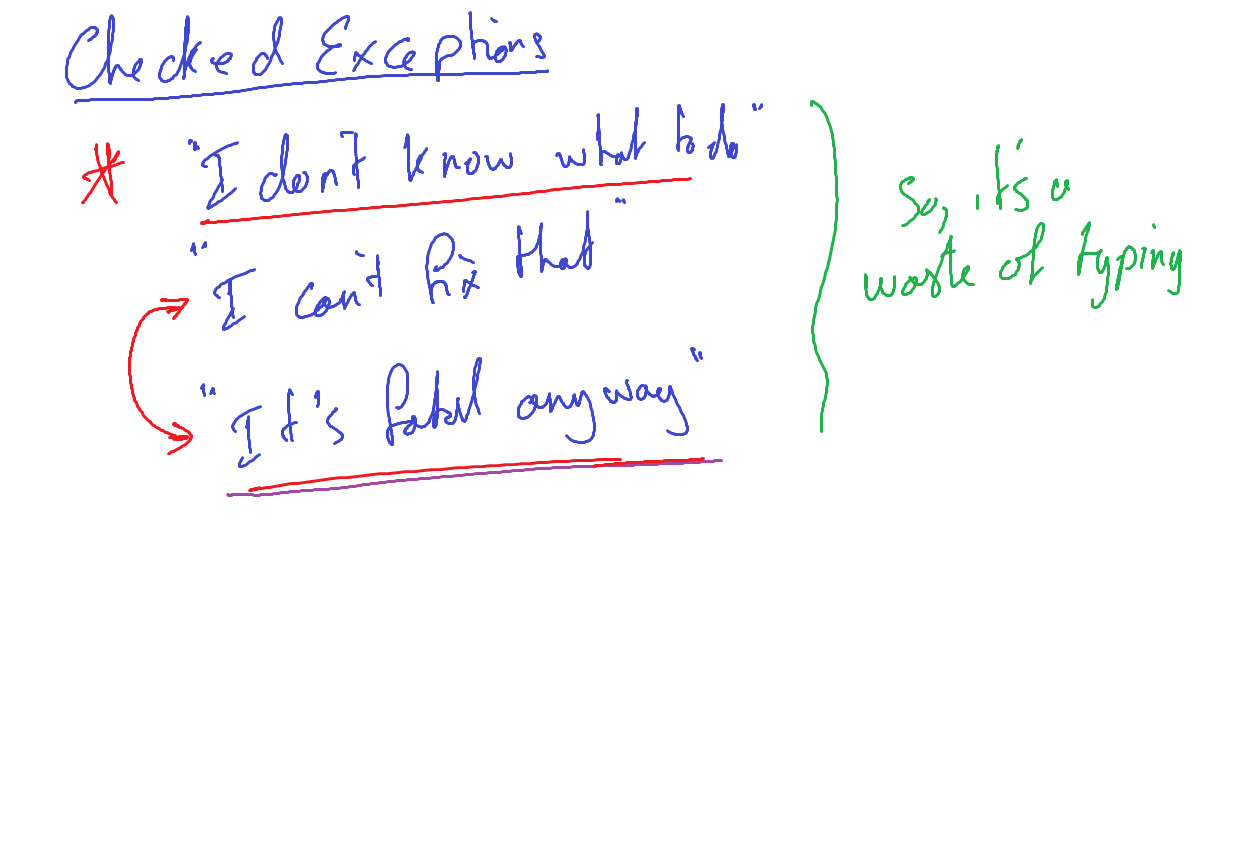 Checked Exceptions
* "I don't know what to do"
"I can't fix that"
"It's fatal anyway"
So, it's a
waste of typing